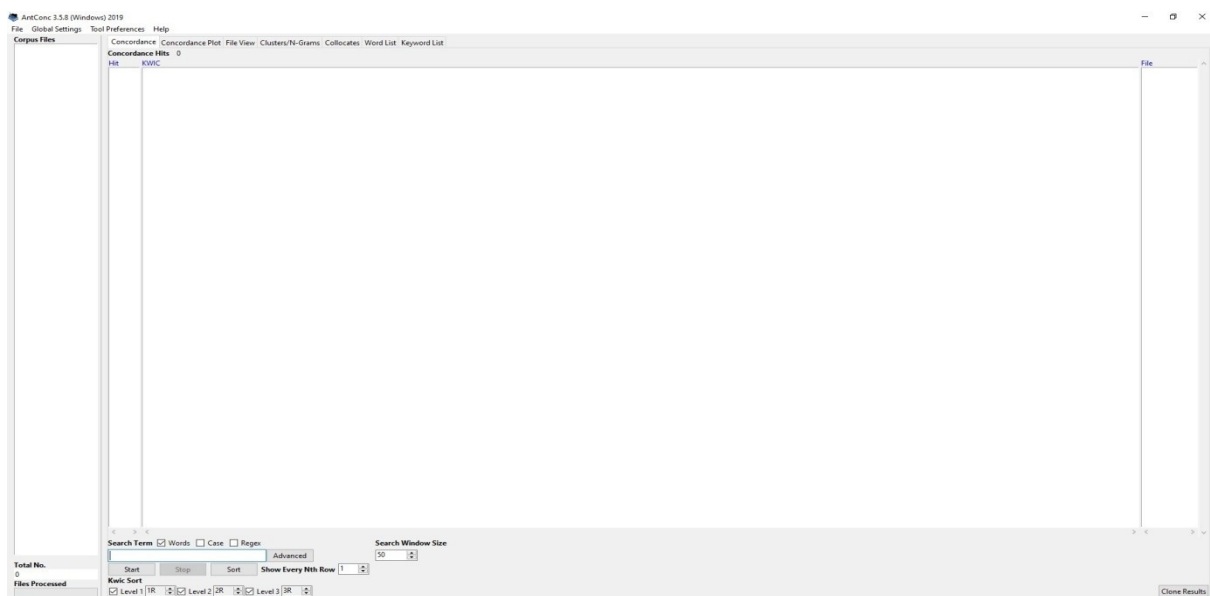 AntConc 3.5.8 (Windows) 2019
File Global Settings Tool Preferences Help
Corpus Files
Concordance Concordance Plot File View Clusters/N-Grams Collocates Word List Keyword List
Concordance Hits 0
Hit KWIC File
Search Term Words Case Regex Search Window Size
Advanced 50
Total No.
0
Start Stop Sort Show Every Nth Row 1
Files Processed
Kwic Sort
Level 1 1R Level 2 2R Level 3 3R
Clone Results